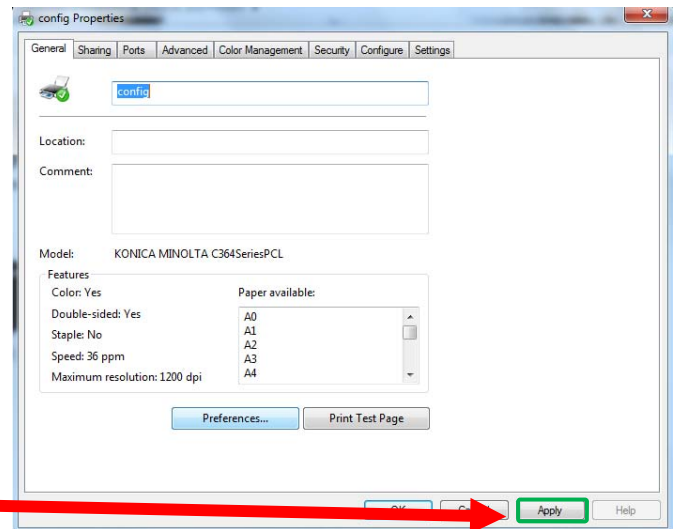 config Properties
General Sharing Ports Advanced Color Management Security Configure Settings
config
Location:
Comment:
Model: KONICA MINOLTA C364SeriesPCL
Features
Color: Yes Paper available:
Double-sided: Yes
A0
Staple: No
A1
A2
Speed: 36 ppm
A3
Maximum resolution: 1200 dpi
A4
Preferences... Print Test Page
Apply Help